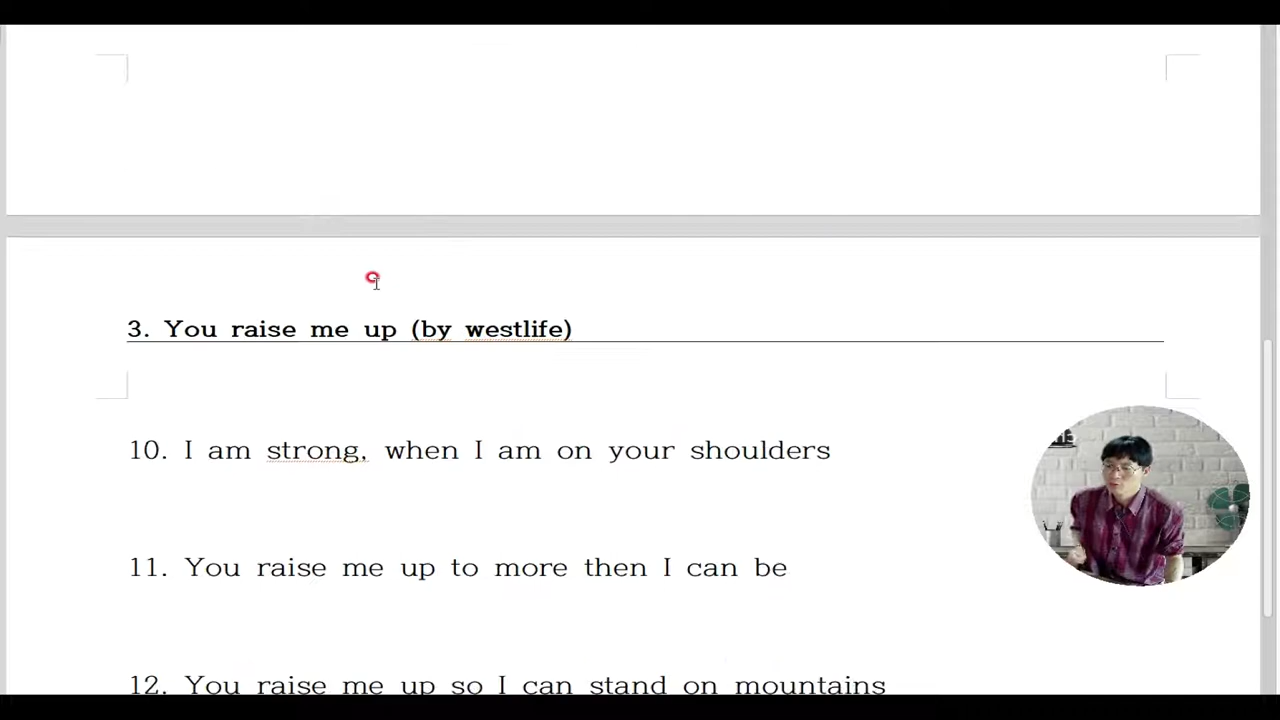 3. You raise me up (by westlife)
10. I am strong, when I am on your shoulders
11. You raise me up to more then I can be
12. You raise me up so I can stand on mountains